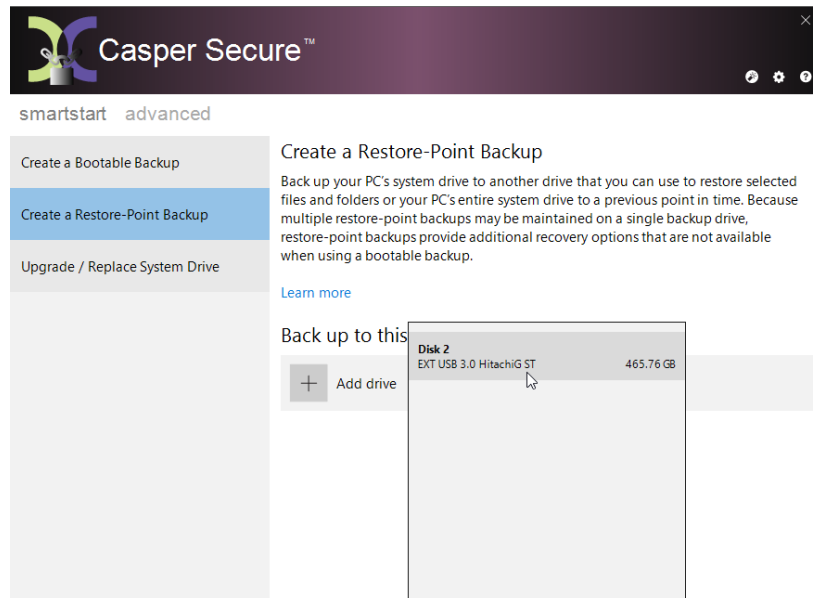 Casper Secure™
smartstart advanced
Create a Bootable Backup
Create a Restore-Point Backup
Upgrade / Replace System Drive
Create a Restore-Point Backup
Back up your PC's system drive to another drive that you can use to restore selected
files and folders or your PC's entire system drive to a previous point in time. Because
multiple restore-point backups may be maintained on a single backup drive,
restore-point backups provide additional recovery options that are not available
when using a bootable backup.
Learn more
Back up to this
Add drive
Disk 2
EXT USB 3.0 HitachiG ST 465.76 GB